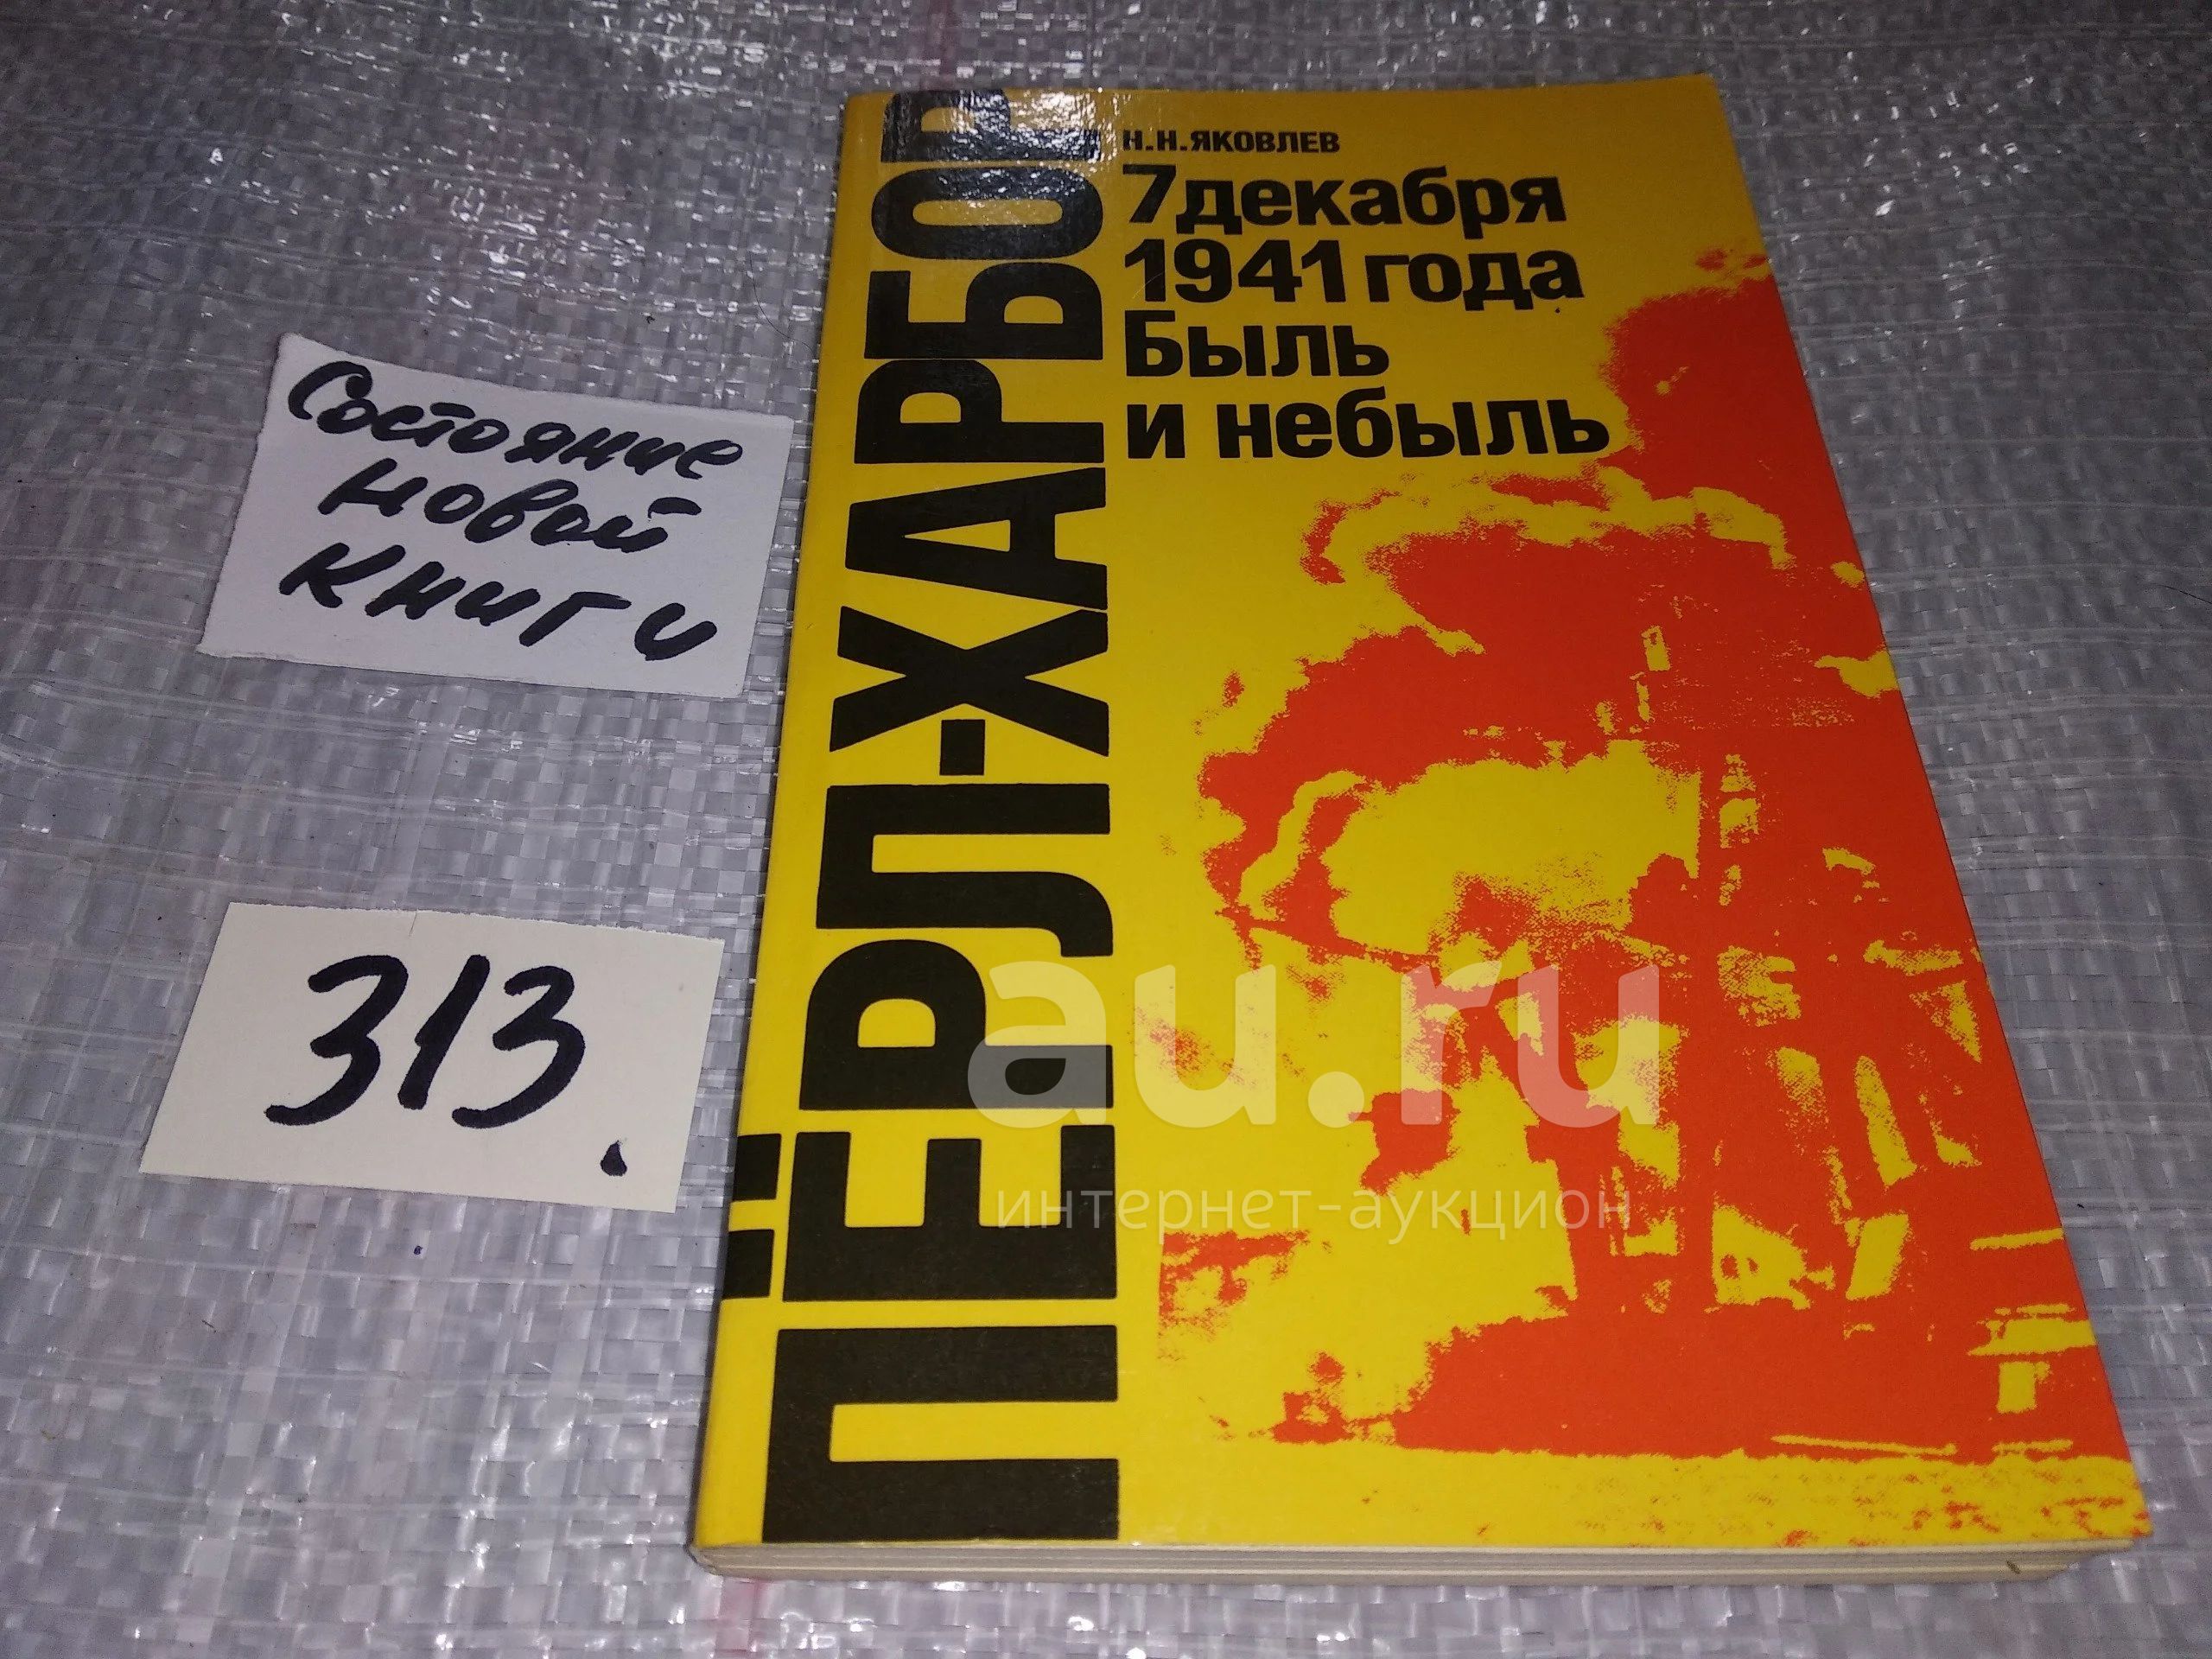 Состояние
новой
книги
313.
ПЁРЛ-ХАРБОР
Н.Н.ЯКОВЛЕВ
7 декабря
1941 года
Быль
и небыль
au.ru
интернет-аукцион